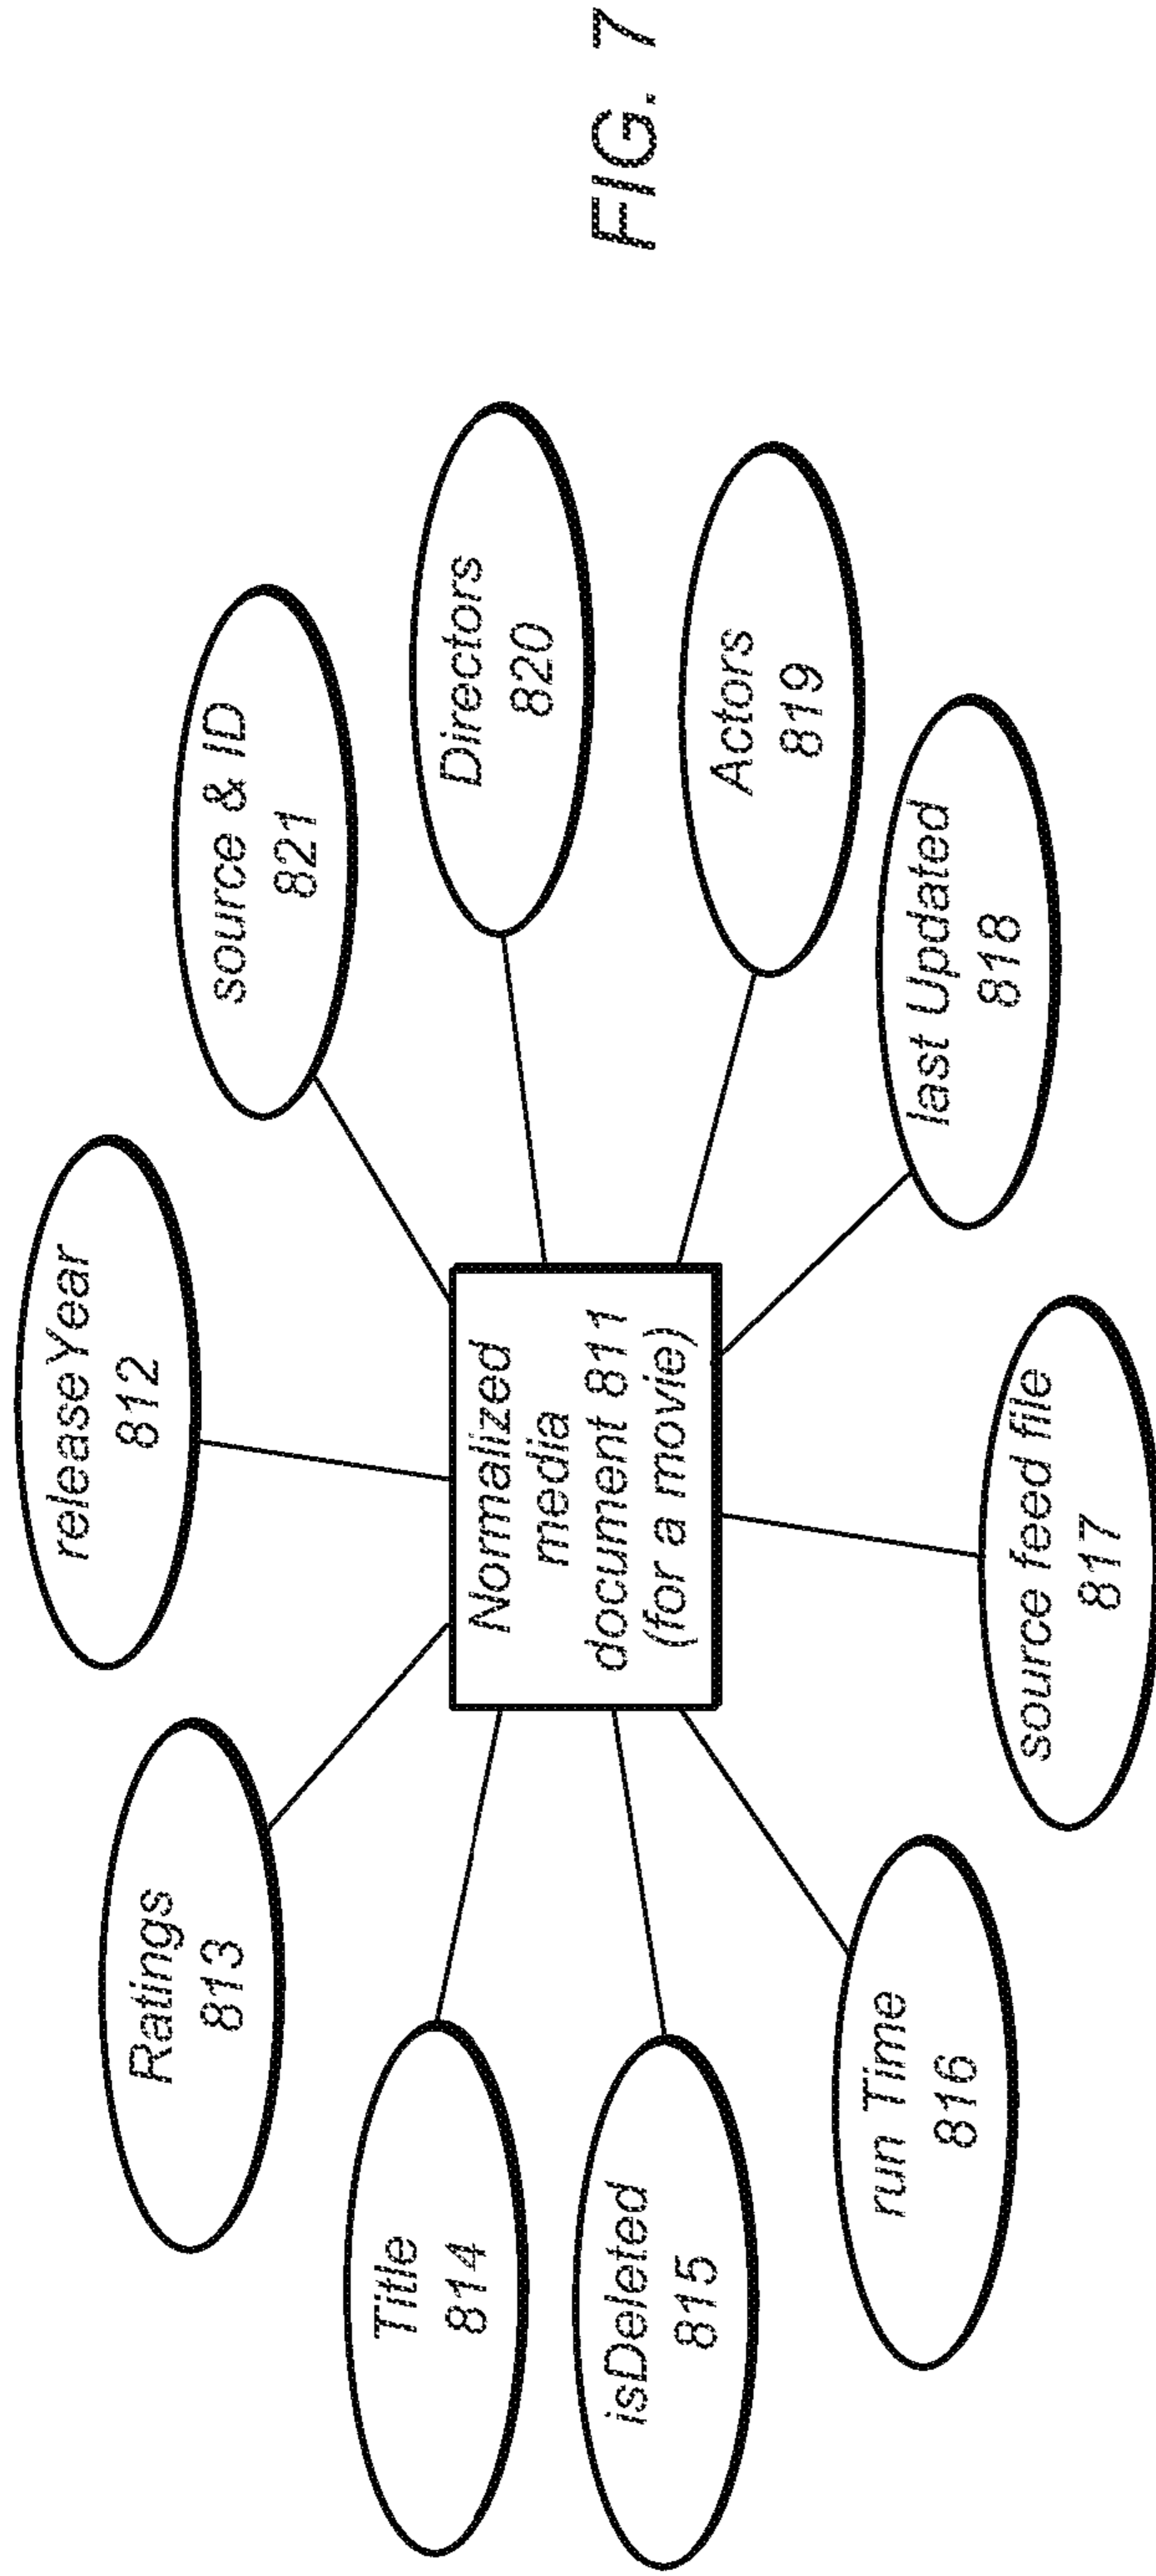 releaseYear
812
Ratings
813
source & ID
821
Title
814
Normalized
media
document 811
(for a movie)
Directors
820
isDeleted
815
Actors
819
run Time
816
last Updated
818
source feed file
817
FIG. 7